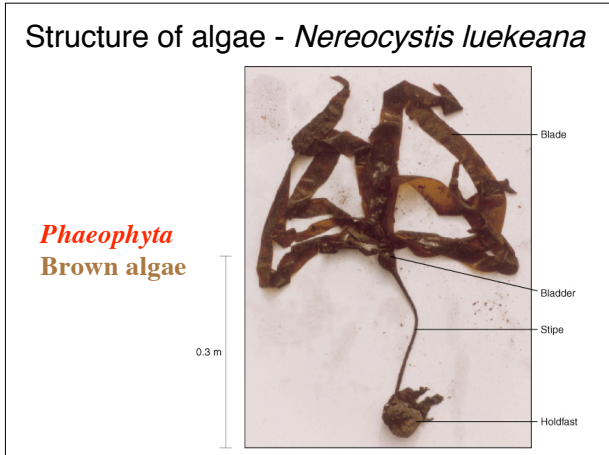 Structure of algae - Nereocystis luekeana
Blade
Phaeophyta
Brown algae
Bladder
Stipe
0.3 m
Holdfast